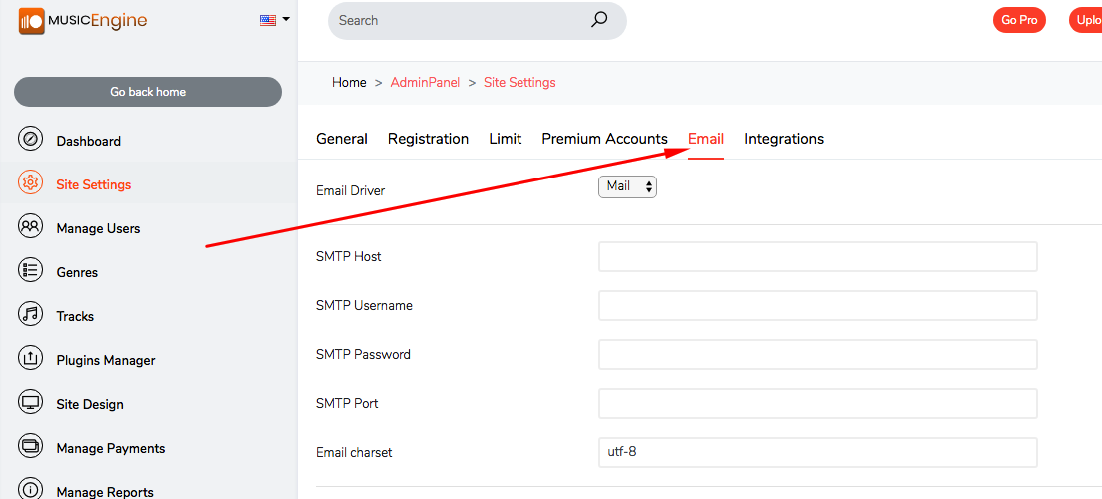 MUSICEngine
Search
Go Pro
Uplo
Go back home
Home > AdminPanel > Site Settings
Dashboard
Site Settings
Manage Users
Genres
Tracks
Plugins Manager
Site Design
Manage Payments
Manage Reports
General Registration Limit Premium Accounts Email Integrations
Email Driver Mail
SMTP Host
SMTP Username
SMTP Password
SMTP Port
Email charset utf-8